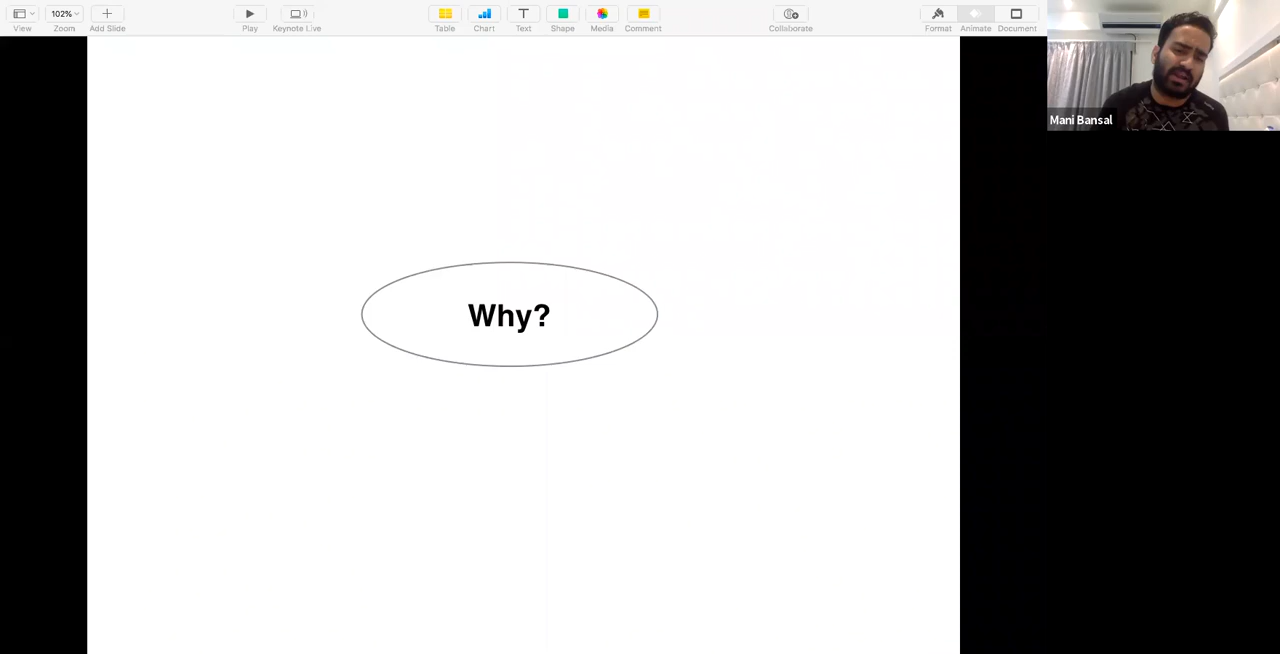 102%
View
Zoom
Add Slide
Play
Keynote Live
Table
Chart
Text
Shape
Media
Comment
Collaborate
Format
Animate
Document
Mani Bansal
Why?